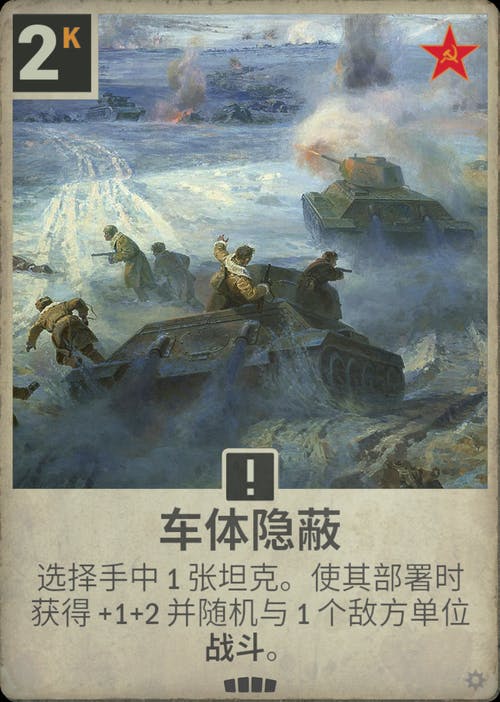 2K
!
车体隐蔽
选择手中 1 张坦克。使其部署时
获得 +1+2 并随机与 1 个敌方单位
战斗。